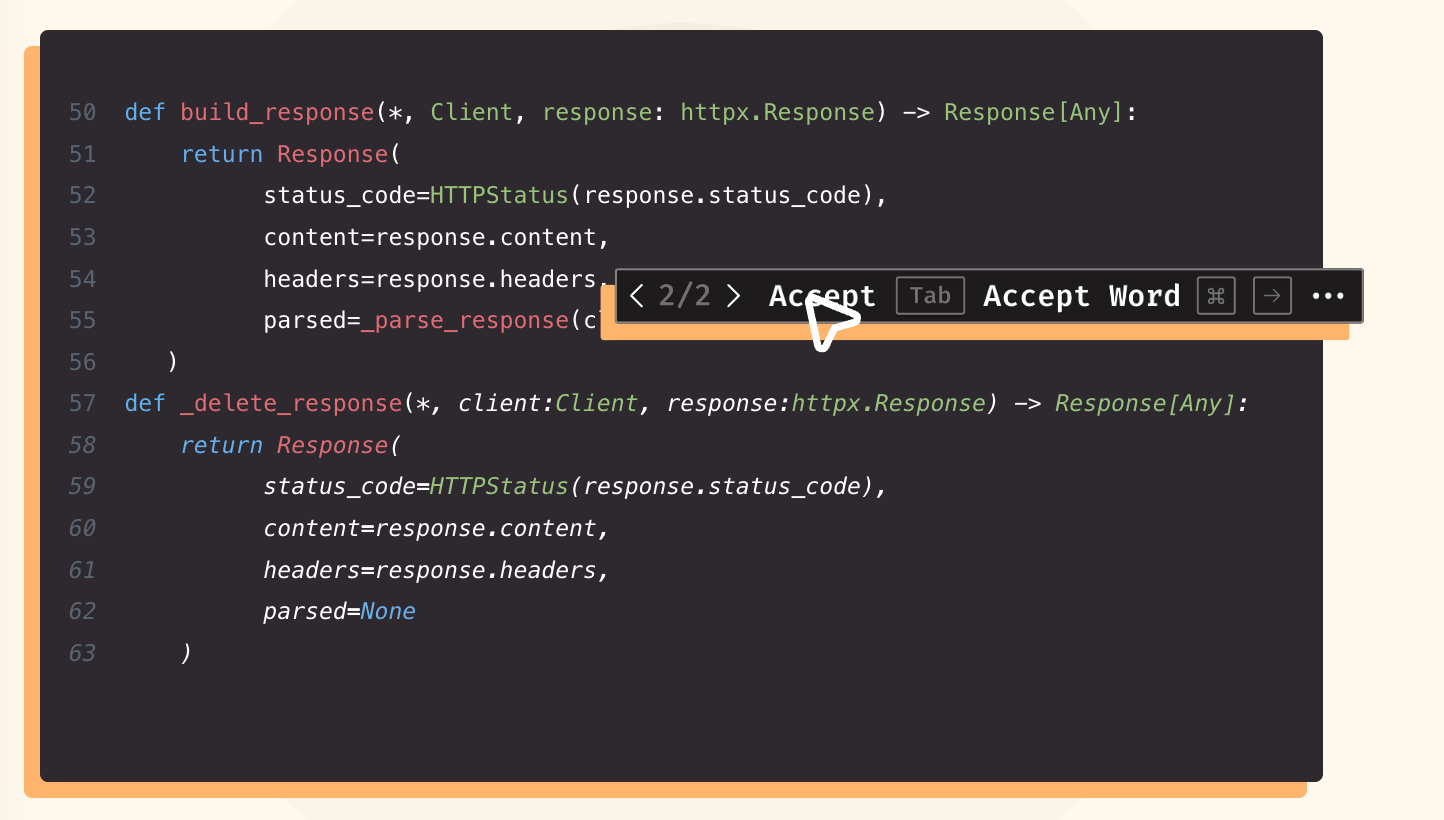 50 def build_response(*, Client, response: httpx.Response) -> Response[Any]:
51 return Response(
52 status_code=HTTPStatus(response.status_code),
53 content=response.content,
54 headers=response.headers,
< 2/2 > Accept Tab Accept Word ⌘ → •••
55 parsed=_parse_response(c
56 )
57 def _delete_response(*, client:Client, response:httpx.Response) -> Response[Any]:
58 return Response(
59 status_code=HTTPStatus(response.status_code),
60 content=response.content,
61 headers=response.headers,
62 parsed=None
63 )